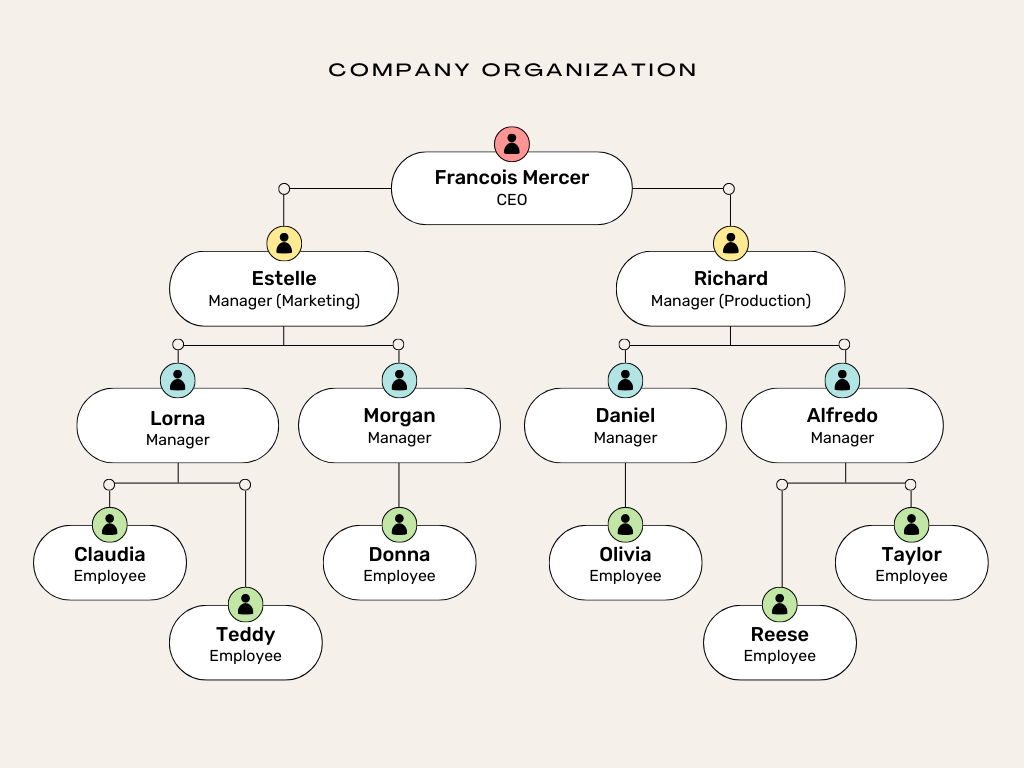 COMPANY ORGANIZATION
Francois Mercer
CEO
Estelle
Manager (Marketing)
Richard
Manager (Production)
Lorna
Manager
Morgan
Manager
Daniel
Manager
Alfredo
Manager
Claudia
Employee
Donna
Employee
Olivia
Employee
Taylor
Employee
Teddy
Employee
Reese
Employee